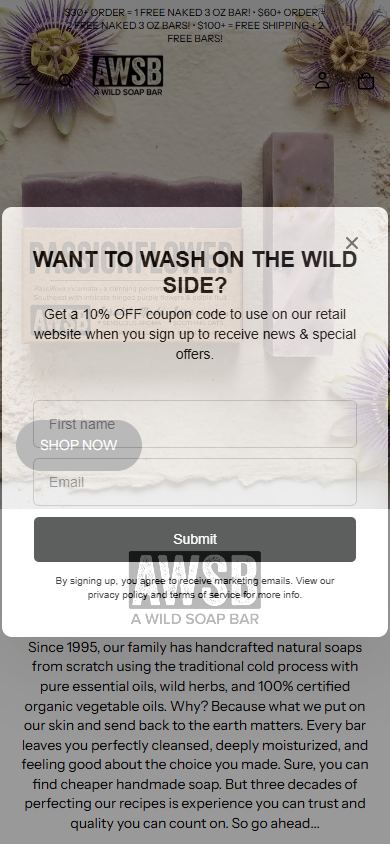 $30+ ORDER = 1 FREE NAKED 3 OZ BAR! • $60+ ORDER =
2 FREE NAKED 3 OZ BARS! • $100+ = FREE SHIPPING + 2
FREE BARS!
AWSB
A WILD SOAP BAR
PASSIONFLOWER
WANT TO WASH ON THE WILD
SIDE?
Get a 10% OFF coupon code to use on our retail
website when you sign up to receive news & special
offers.
First name
SHOP NOW
Email
Submit
AWSB
By signing up, you agree to receive marketing emails. View our
privacy policy and terms of service for more info.
A WILD SOAP BAR
Since 1995, our family has handcrafted natural soaps
from scratch using the traditional cold process with
pure essential oils, wild herbs, and 100% certified
organic vegetable oils. Why? Because what we put on
our skin and send back to the earth matters. Every bar
leaves you perfectly cleansed, deeply moisturized, and
feeling good about the choice you made. Sure, you can
find cheaper handmade soap. But three decades of
perfecting our recipes is experience you can trust and
quality you can count on. So go ahead...